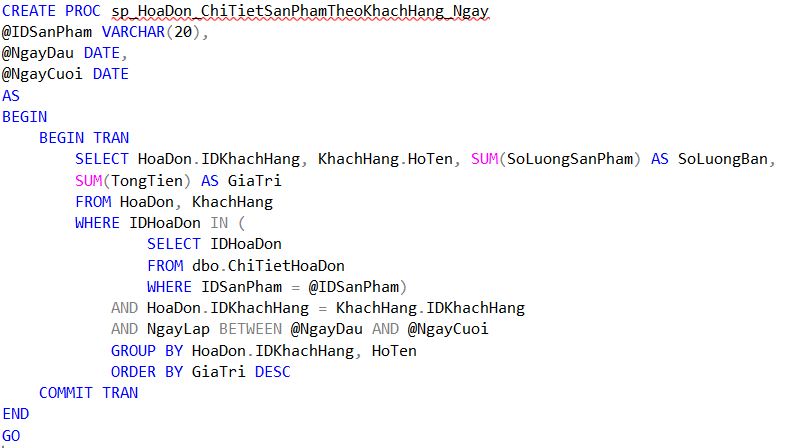 CREATE PROC sp_HoaDon_ChiTietSanPhamTheoKhachHang_Ngay
@IDSanPham VARCHAR(20),
@NgayDau DATE,
@NgayCuoi DATE
AS
BEGIN
BEGIN TRAN
SELECT HoaDon.IDKhachHang, KhachHang.HoTen, SUM(SoLuongSanPham) AS SoLuongBan,
SUM(TongTien) AS GiaTri
FROM HoaDon, KhachHang
WHERE IDHoaDon IN (
SELECT IDHoaDon
FROM dbo.ChiTietHoaDon
WHERE IDSanPham = @IDSanPham)
AND HoaDon.IDKhachHang = KhachHang.IDKhachHang
AND NgayLap BETWEEN @NgayDau AND @NgayCuoi
GROUP BY HoaDon.IDKhachHang, HoTen
ORDER BY GiaTri DESC
COMMIT TRAN
END
GO